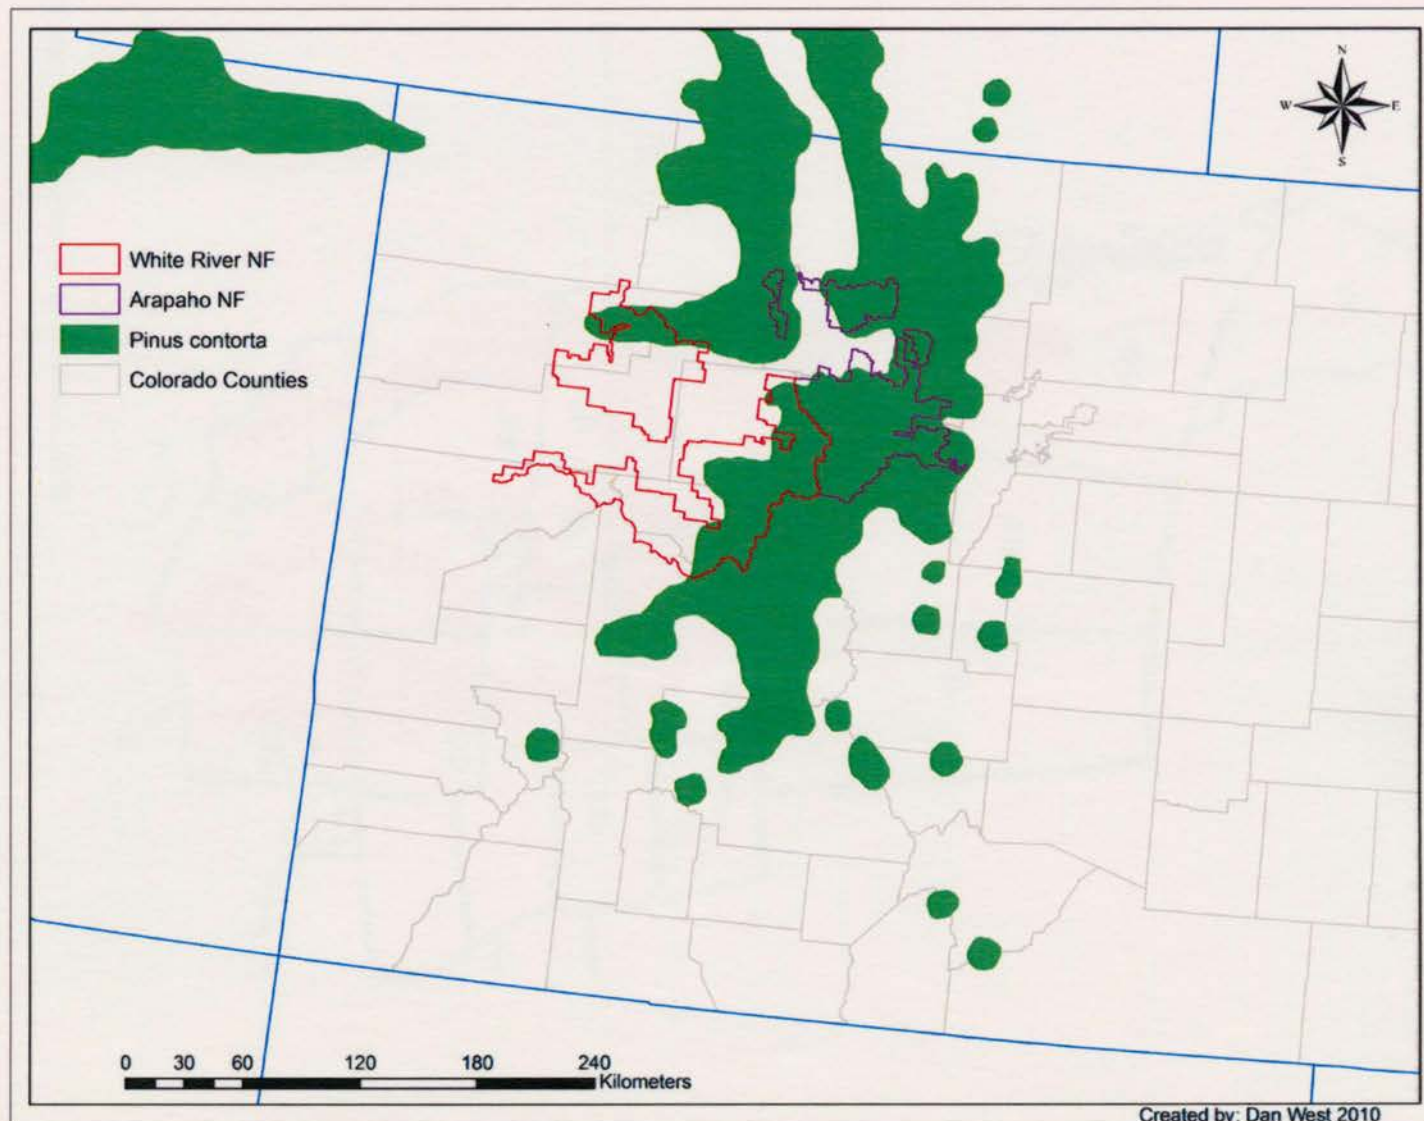 N
W E
S
White River NF
Arapaho NF
Pinus contorta
Colorado Counties
0 30 60 120 180 240
Kilometers
Created by: Dan West 2010